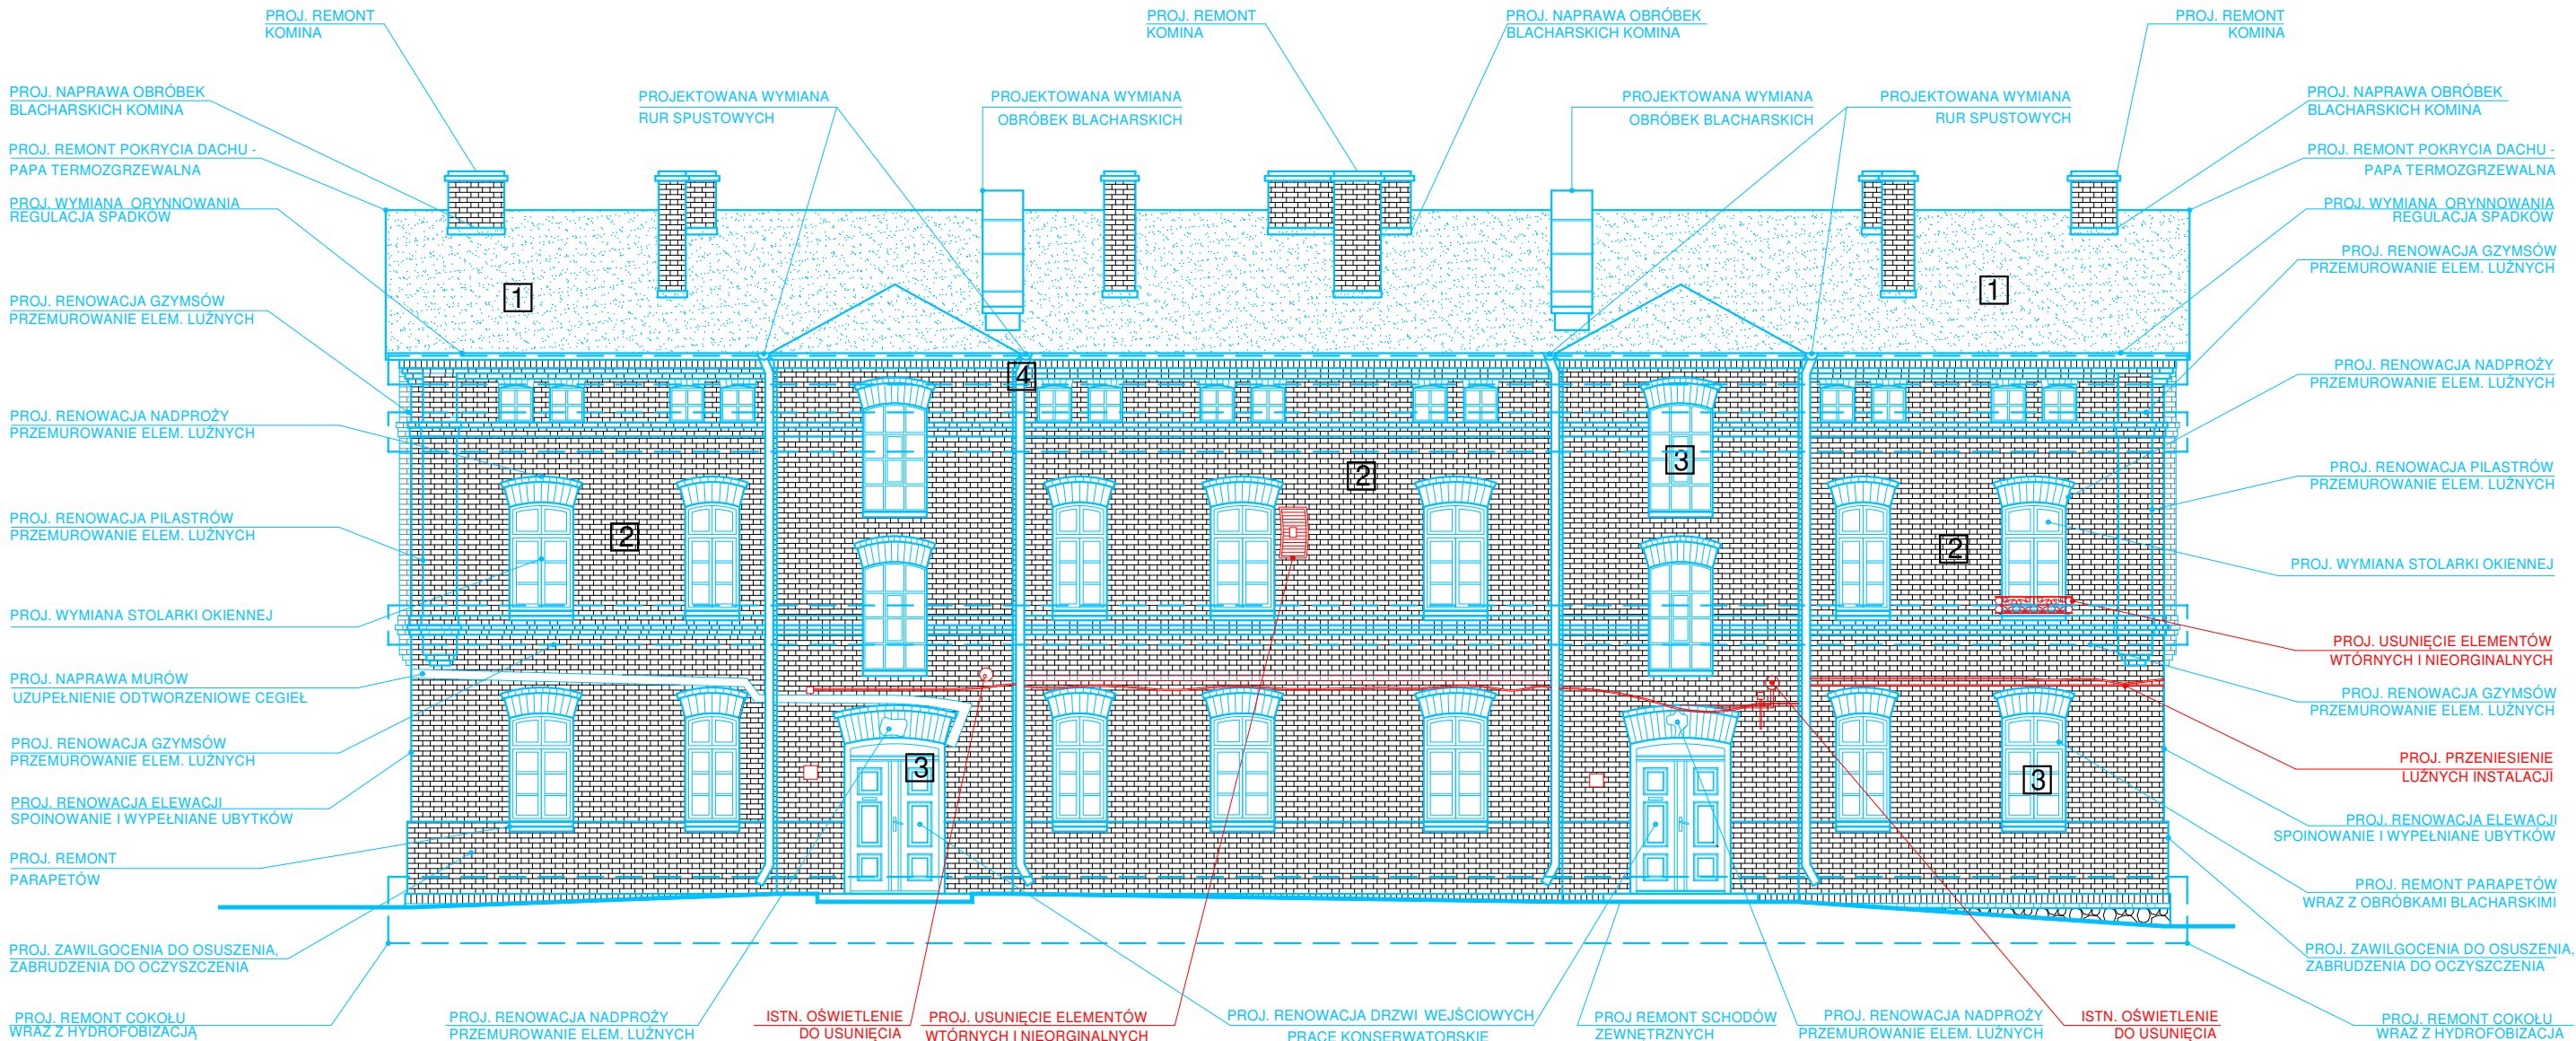 PROJ. REMONT
KOMINA
PROJ. REMONT
KOMINA
PROJ. NAPRAWA OBRÓBEK
BLACHARSKICH KOMINA
PROJ. REMONT
KOMINA
PROJ. NAPRAWA OBRÓBEK
BLACHARSKICH KOMINA
PROJEKTOWANA WYMIANA
RUR SPUSTOWYCH
PROJEKTOWANA WYMIANA
OBRÓBEK BLACHARSKICH
PROJEKTOWANA WYMIANA
OBRÓBEK BLACHARSKICH
PROJEKTOWANA WYMIANA
RUR SPUSTOWYCH
PROJ. NAPRAWA OBRÓBEK
BLACHARSKICH KOMINA
PROJ. REMONT POKRYCIA DACHU -
PAPA TERMOZGRZEWALNA
PROJ. WYMIANA ORYNNOWANIA
REGULACJA SPADKÓW
PROJ. RENOWACJA GZYMSÓW
PRZEMUROWANIE ELEM. LUŹNYCH
PROJ. RENOWACJA NADPROŻY
PRZEMUROWANIE ELEM. LUŹNYCH
PROJ. RENOWACJA PILASTRÓW
PRZEMUROWANIE ELEM. LUŹNYCH
PROJ. WYMIANA STOLARKI OKIENNEJ
PROJ. NAPRAWA MURÓW
UZUPEŁNIENIE ODTWORZENIOWE CEGIEŁ
PROJ. RENOWACJA GZYMSÓW
PRZEMUROWANIE ELEM. LUŹNYCH
PROJ. RENOWACJA ELEWACJI
SPOINOWANIE I WYPEŁNIANE UBYTKÓW
PROJ. REMONT
PARAPETÓW
PROJ. ZAWILGOCENIA DO OSUSZENIA,
ZABRUDZENIA DO OCZYSZCZENIA
PROJ. REMONT COKOŁU
WRAZ Z HYDROFOBIZACJĄ
1
1
4
2
3
2
2
3
3
PROJ. REMONT POKRYCIA DACHU -
PAPA TERMOZGRZEWALNA
PROJ. WYMIANA ORYNNOWANIA
REGULACJA SPADKÓW
PROJ. RENOWACJA GZYMSÓW
PRZEMUROWANIE ELEM. LUŹNYCH
PROJ. RENOWACJA NADPROŻY
PRZEMUROWANIE ELEM. LUŹNYCH
PROJ. RENOWACJA PILASTRÓW
PRZEMUROWANIE ELEM. LUŹNYCH
PROJ. WYMIANA STOLARKI OKIENNEJ
PROJ. USUNIĘCIE ELEMENTÓW
WTÓRNYCH I NIEORGINALNYCH
PROJ. RENOWACJA GZYMSÓW
PRZEMUROWANIE ELEM. LUŹNYCH
PROJ. PRZENIESIENIE
LUŹNYCH INSTALACJI
PROJ. RENOWACJA ELEWACJI
SPOINOWANIE I WYPEŁNIANE UBYTKÓW
PROJ. REMONT PARAPETÓW
WRAZ Z OBRÓBKAMI BLACHARSKIMI
PROJ. ZAWILGOCENIA DO OSUSZENIA,
ZABRUDZENIA DO OCZYSZCZENIA
PROJ. RENOWACJA NADPROŻY
PRZEMUROWANIE ELEM. LUŹNYCH
ISTN. OŚWIETLENIE
DO USUNIĘCIA
PROJ. USUNIĘCIE ELEMENTÓW
WTÓRNYCH I NIEORGINALNYCH
PROJ. RENOWACJA DRZWI WEJŚCIOWYCH
PRACE KONSERWATORSKIE
PROJ REMONT SCHODÓW
ZEWNĘTRZNYCH
PROJ. RENOWACJA NADPROŻY
PRZEMUROWANIE ELEM. LUŹNYCH
ISTN. OŚWIETLENIE
DO USUNIĘCIA
PROJ. REMONT COKOŁU
WRAZ Z HYDROFOBIZACJA